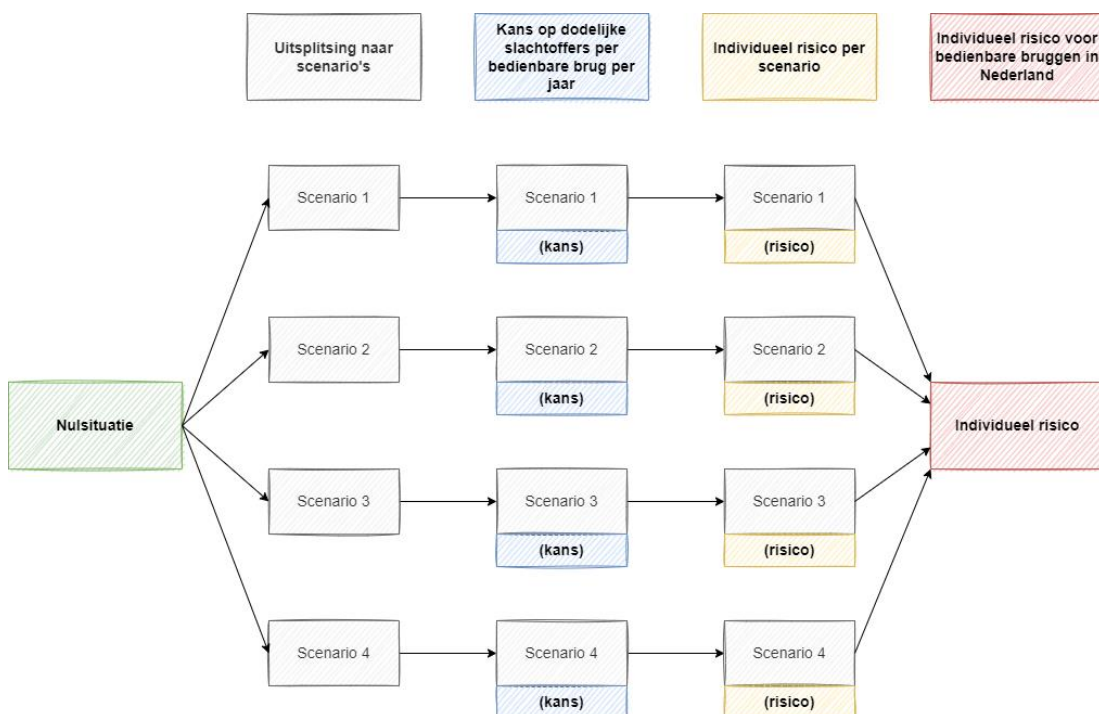 Uitsplitsing naar
scenario's
Kans op dodelijke
slachtoffers per
bedienbare brug per
jaar
Individueel risico per
scenario
Individueel risico voor
bedienbare bruggen in
Nederland
Scenario 1
Scenario 1
(kans)
Scenario 1
(risico)
Scenario 2
Scenario 2
(kans)
Scenario 2
(risico)
Nulsituatie
Individueel risico
Scenario 3
Scenario 3
(kans)
Scenario 3
(risico)
Scenario 4
Scenario 4
(kans)
Scenario 4
(risico)